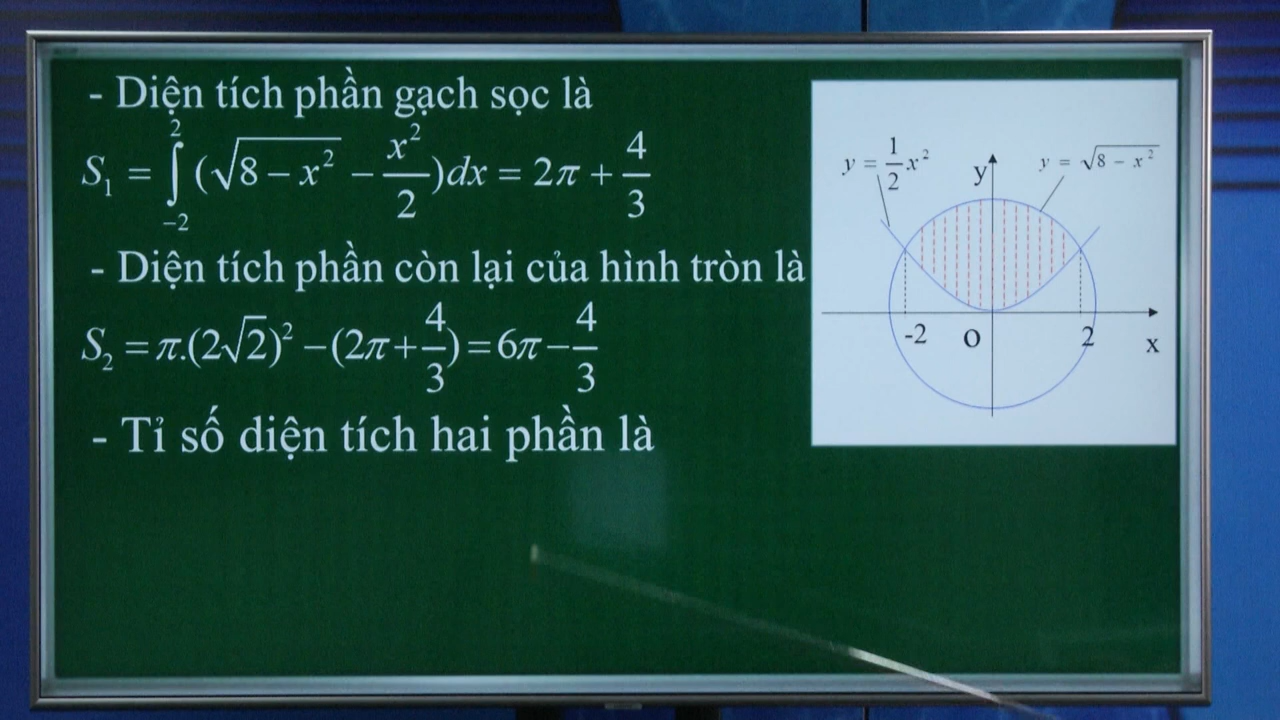 - Diện tích phần gạch sọc là
S₁ = ∫₋₂² (√(8 − x²) − x²/2)dx = 2π + 4/3
- Diện tích phần còn lại của hình tròn là
S₂ = π.(2√2)² − (2π + 4/3) = 6π − 4/3
- Tỉ số diện tích hai phần là
y = 1/2 x²
y
y = √(8 − x²)
-2
O
2
x